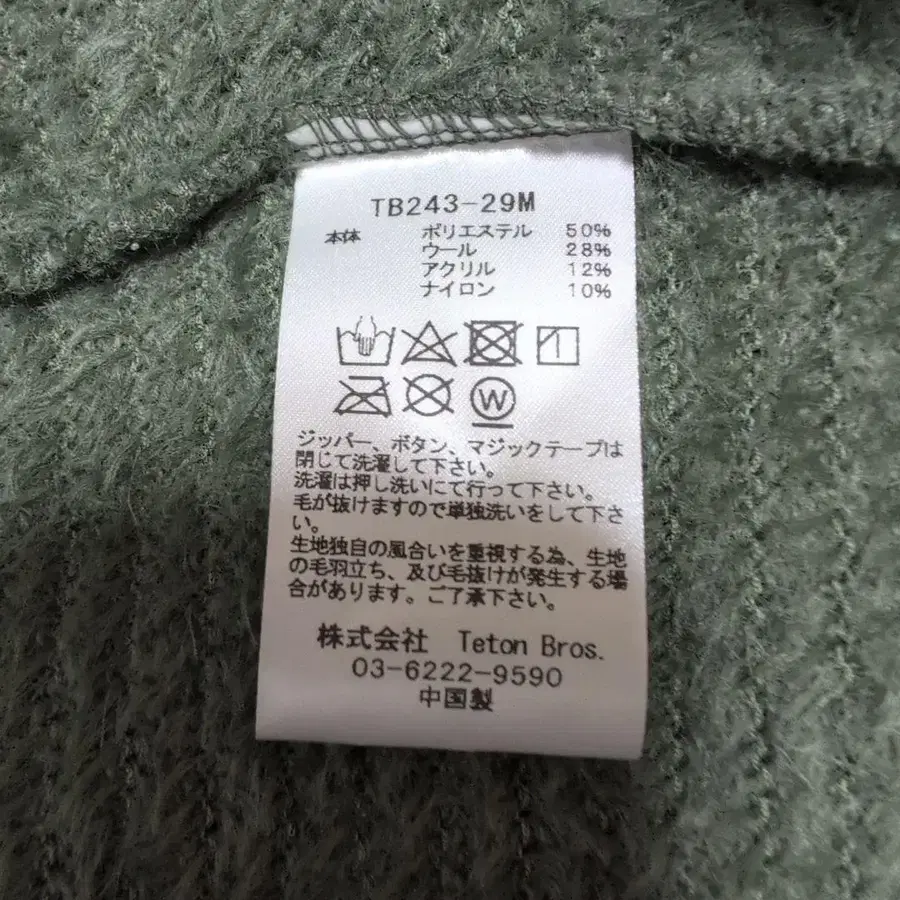 TB243-29M
本体 ポリエステル 50%
ウール 28%
アクリル 12%
ナイロン 10%
W
ジッパー、ボタン、マジックテープは
閉じて洗濯して下さい。
洗濯は押し洗いにて行って下さい。
毛が抜けますので単独洗いをして下さ
い。
生地独自の風合いを重視する為、生地
の毛羽立ち、及び毛抜けが発生する場
合があります。ご了承下さい。
株式会社 Teton Bros.
03-6222-9590
中国製